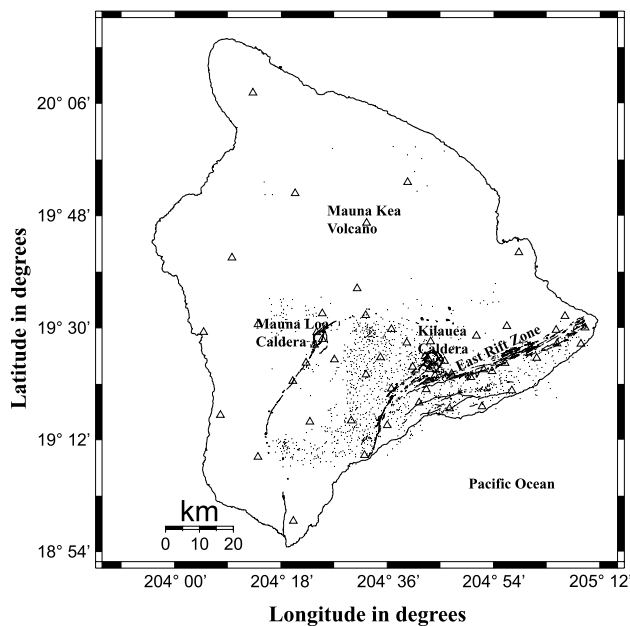 20° 06'
19° 48'
19° 30'
19° 12'
18° 54'
Latitude in degrees
Mauna Kea
Volcano
Mauna Loa
Caldera
Kilauea
Caldera
East Rift Zone
Pacific Ocean
km
0 10 20
204° 00' 204° 18' 204° 36' 204° 54' 205° 12'
Longitude in degrees